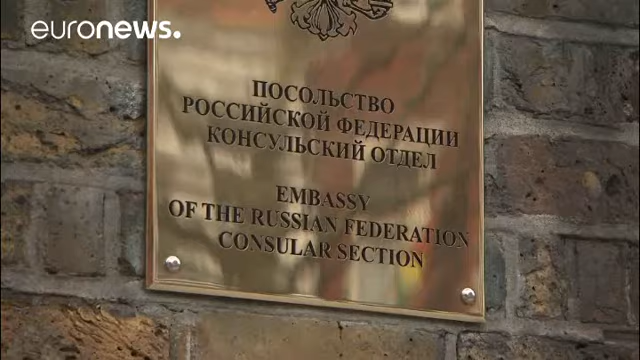 euronews.
ПОСОЛЬСТВО
РОССИЙСКОЙ ФЕДЕРАЦИИ
КОНСУЛЬСКИЙ ОТДЕЛ
EMBASSY
OF THE RUSSIAN FEDERATION
CONSULAR SECTION